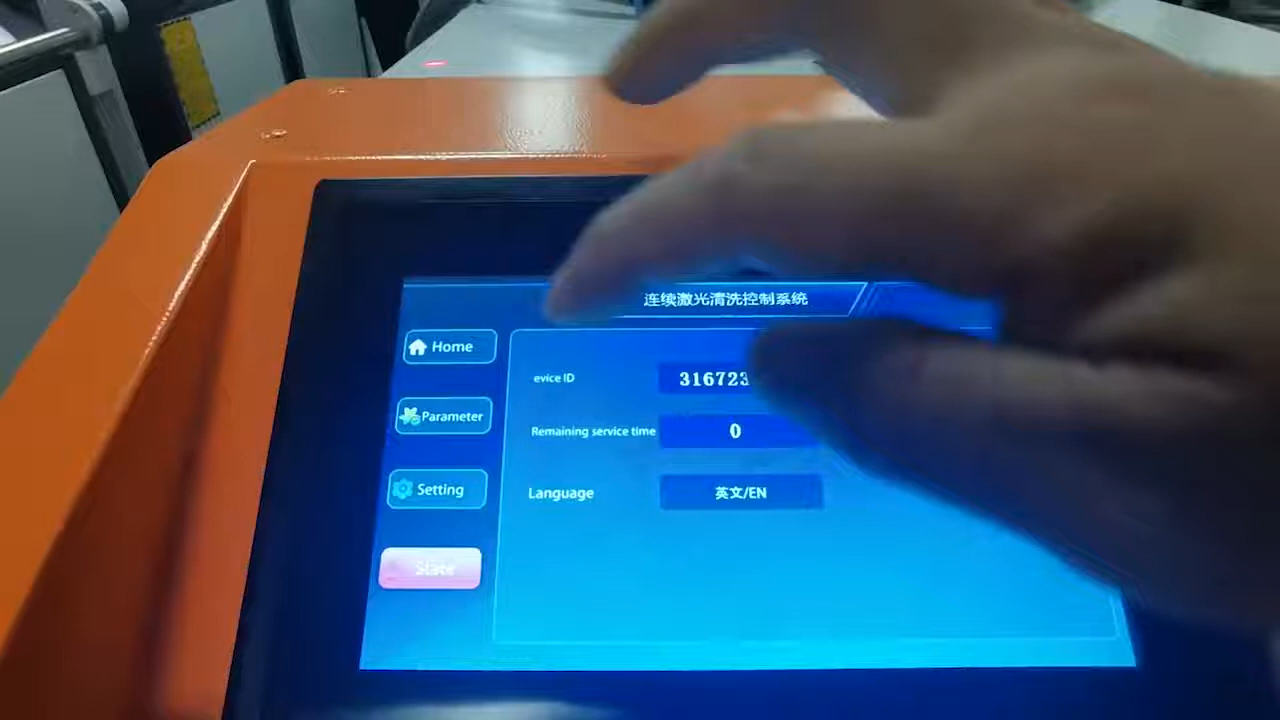 连续激光清洗控制系统
Home
evice ID
316723
Parameter
Remaining service time
0
Setting
Language
英文/EN
State